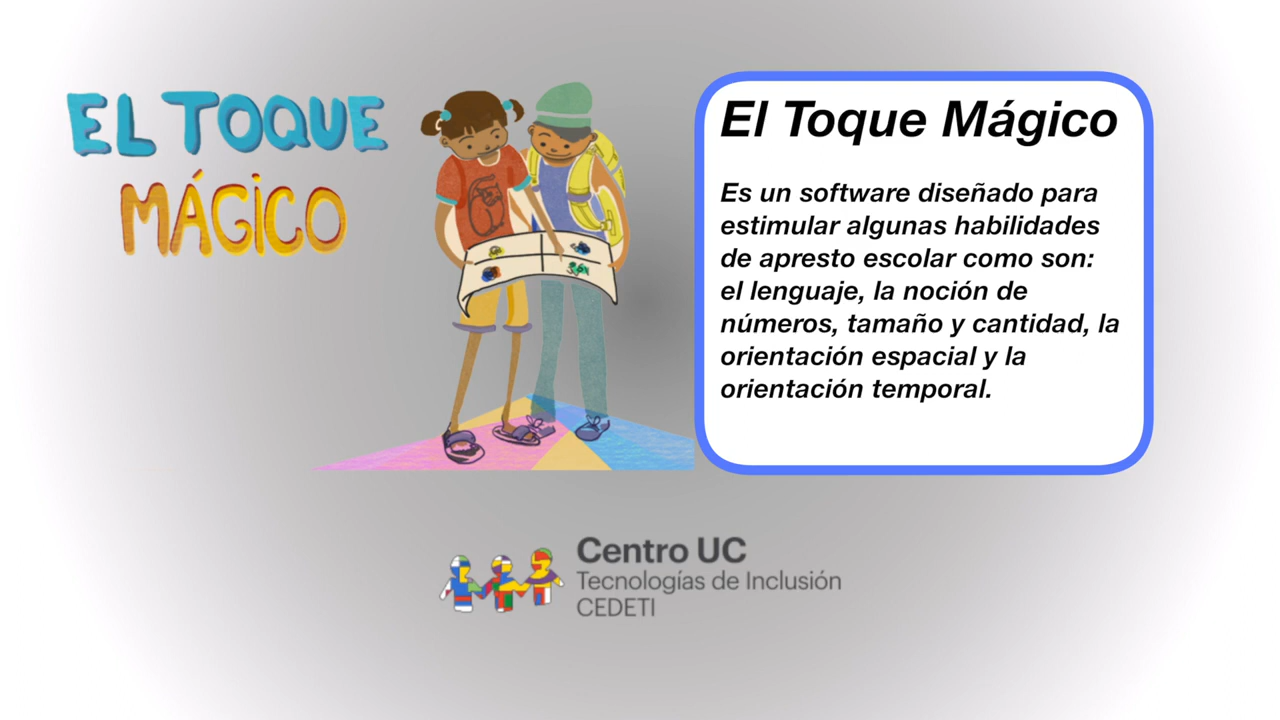 EL TOQUE
MÁGICO
El Toque Mágico
Es un software diseñado para
estimular algunas habilidades
de apresto escolar como son:
el lenguaje, la noción de
números, tamaño y cantidad, la
orientación espacial y la
orientación temporal.
Centro UC
Tecnologías de Inclusión
CEDETI